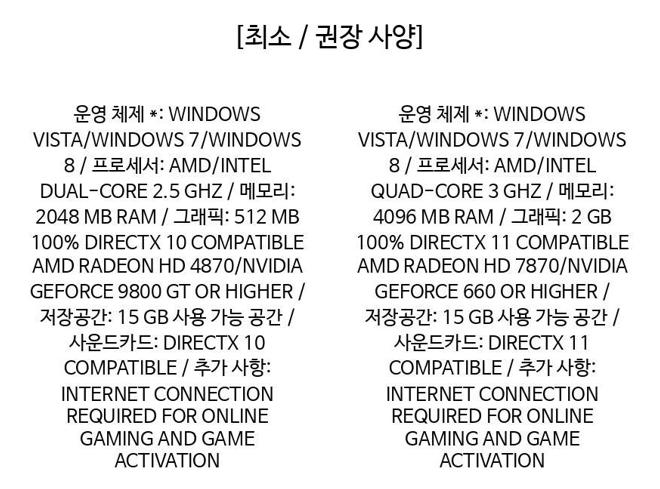 [최소 / 권장 사양]
운영 체제 *: WINDOWS
VISTA/WINDOWS 7/WINDOWS
8 / 프로세서: AMD/INTEL
DUAL-CORE 2.5 GHZ / 메모리:
2048 MB RAM / 그래픽: 512 MB
100% DIRECTX 10 COMPATIBLE
AMD RADEON HD 4870/NVIDIA
GEFORCE 9800 GT OR HIGHER /
저장공간: 15 GB 사용 가능 공간 /
사운드카드: DIRECTX 10
COMPATIBLE / 추가 사항:
INTERNET CONNECTION
REQUIRED FOR ONLINE
GAMING AND GAME
ACTIVATION
운영 체제 *: WINDOWS
VISTA/WINDOWS 7/WINDOWS
8 / 프로세서: AMD/INTEL
QUAD-CORE 3 GHZ / 메모리:
4096 MB RAM / 그래픽: 2 GB
100% DIRECTX 11 COMPATIBLE
AMD RADEON HD 7870/NVIDIA
GEFORCE 660 OR HIGHER /
저장공간: 15 GB 사용 가능 공간 /
사운드카드: DIRECTX 11
COMPATIBLE / 추가 사항:
INTERNET CONNECTION
REQUIRED FOR ONLINE
GAMING AND GAME
ACTIVATION